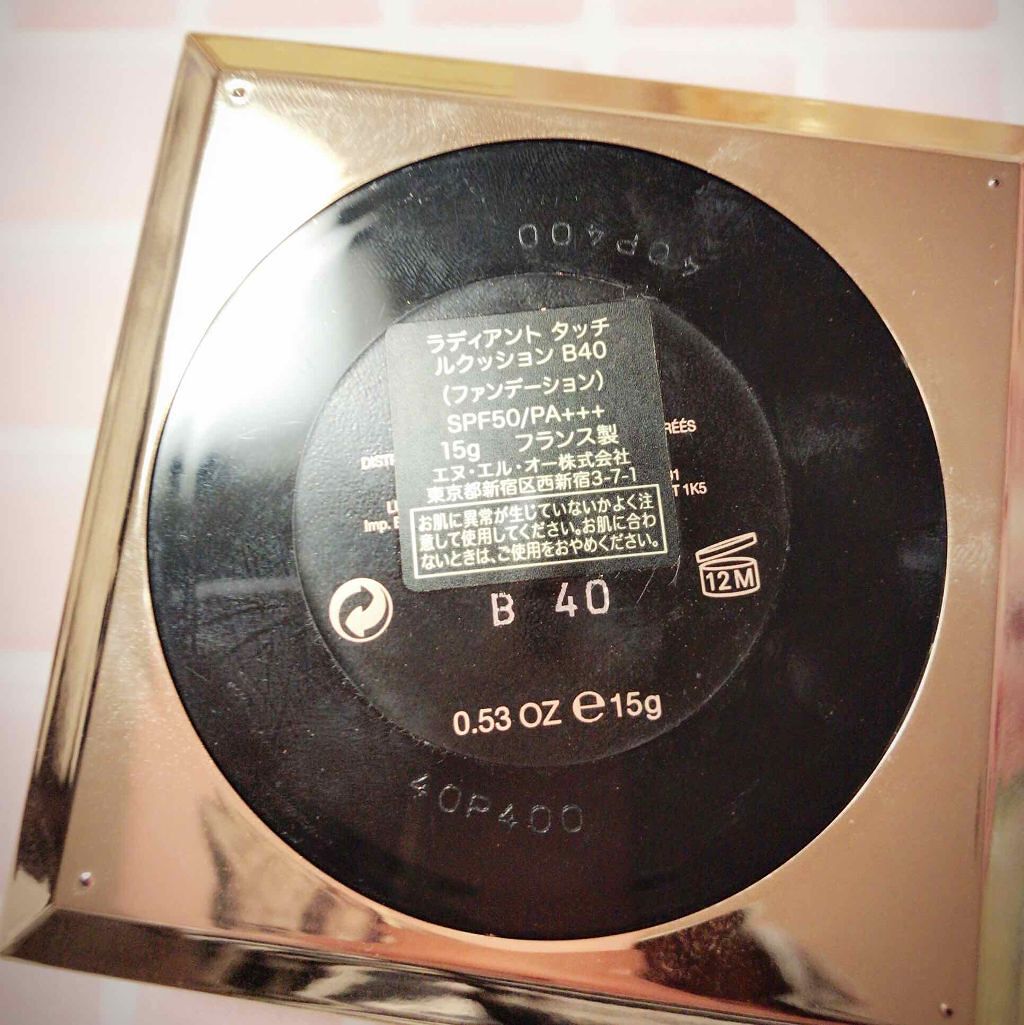 40P400
ラディアント タッチ
ルクッション B40
(ファンデーション)
SPF50/PA+++
15g フランス製
エヌ・エル・オー株式会社
東京都新宿区西新宿3-7-1
お肌に異常が生じていないかよく注
意して使用してください。お肌に合わ
ないときは、ご使用をおやめください。
RÉÉS
DIST
01
T 1K5
Imp.
12M
B 40
0.53 OZ e 15g
40P400